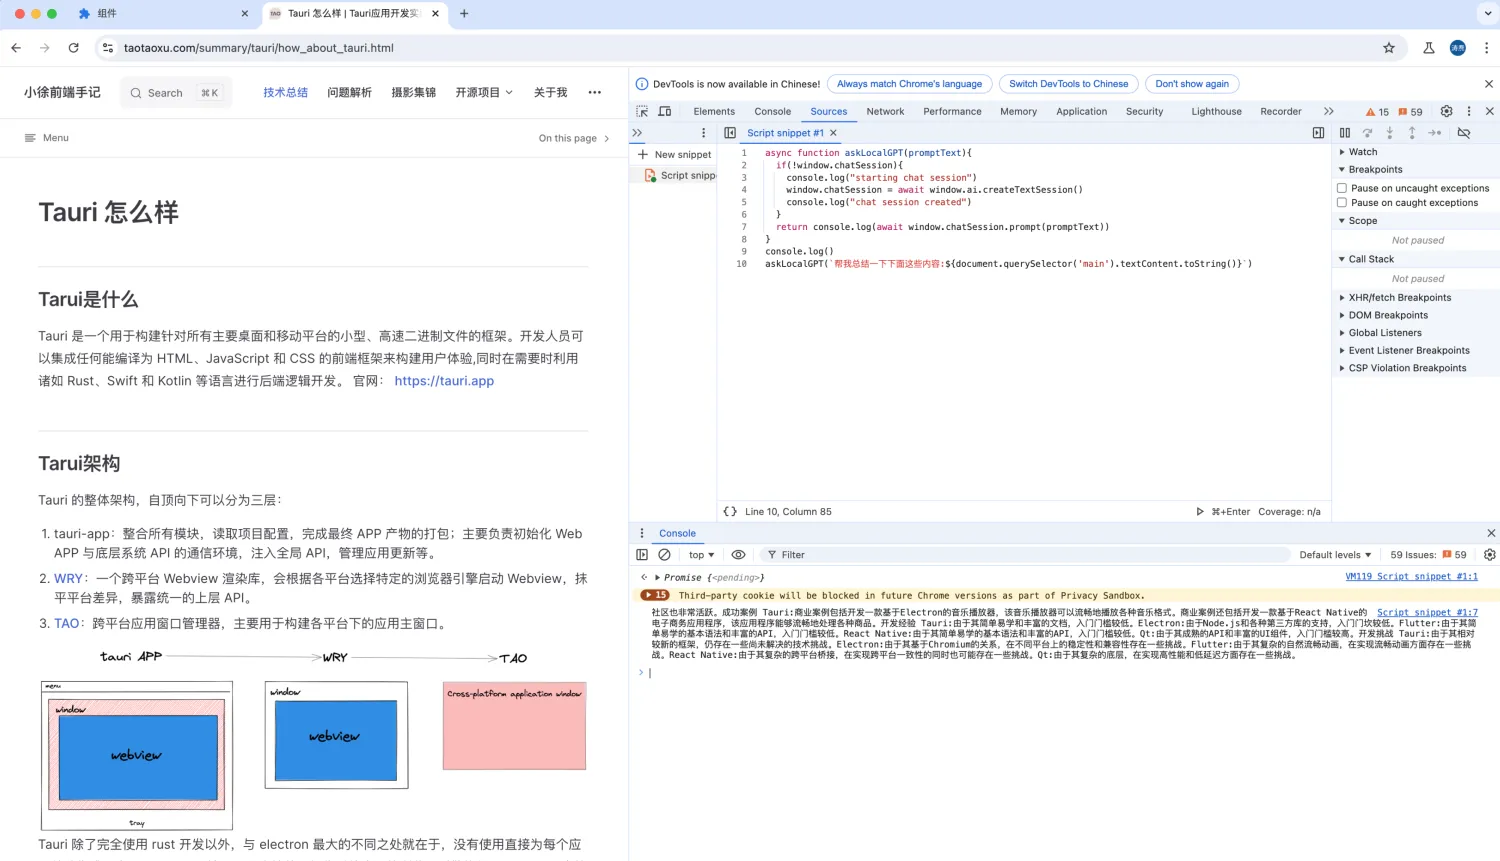 组件
Tauri 怎么样 | Tauri应用开发实
taotaoxu.com/summary/tauri/how_about_tauri.html
小徐前端手记
Search ⌘ K
技术总结 问题解析 摄影集锦 开源项目 关于我
Menu
On this page
Tauri 怎么样
Tarui是什么
Tauri 是一个用于构建针对所有主要桌面和移动平台的小型、高速二进制文件的框架。开发人员可
以集成任何能编译为 HTML、JavaScript 和 CSS 的前端框架来构建用户体验,同时在需要时利用
诸如 Rust、Swift 和 Kotlin 等语言进行后端逻辑开发。 官网： https://tauri.app
Tarui架构
Tauri 的整体架构，自顶向下可以分为三层：
1. tauri-app：整合所有模块，读取项目配置，完成最终 APP 产物的打包；主要负责初始化 Web
APP 与底层系统 API 的通信环境，注入全局 API，管理应用更新等。
2. WRY：一个跨平台 Webview 渲染库，会根据各平台选择特定的浏览器引擎启动 Webview，抹
平平台差异，暴露统一的上层 API。
3. TAO：跨平台应用窗口管理器，主要用于构建各平台下的应用主窗口。
tauri APP WRY TAO
menu
window
webview
tray
window
webview
Cross-platform application window
Tauri 除了完全使用 rust 开发以外，与 electron 最大的不同之处就在于，没有使用直接为每个应
DevTools is now available in Chinese! Always match Chrome's language Switch DevTools to Chinese Don't show again
Elements Console Sources Network Performance Memory Application Security Lighthouse Recorder 15 59
Script snippet #1
New snippet
Script snipp
1 async function askLocalGPT(promptText){
2 if(!window.chatSession){
3 console.log("starting chat session")
4 window.chatSession = await window.ai.createTextSession()
5 console.log("chat session created")
6 }
7 return console.log(await window.chatSession.prompt(promptText))
8 }
9 console.log()
10 askLocalGPT(`帮我总结一下下面这些内容:${document.querySelector('main').textContent.toString()}`)
{} Line 10, Column 85 ⌘+Enter Coverage: n/a
Watch
Breakpoints
Pause on uncaught exceptions
Pause on caught exceptions
Scope
Not paused
Call Stack
Not paused
XHR/fetch Breakpoints
DOM Breakpoints
Global Listeners
Event Listener Breakpoints
CSP Violation Breakpoints
Console
top Filter Default levels 59 Issues: 59
Promise {<pending>} VM119 Script snippet #1:1
15 Third-party cookie will be blocked in future Chrome versions as part of Privacy Sandbox.
社区也非常活跃。成功案例 Tauri:商业案例包括开发一款基于Electron的音乐播放器，该音乐播放器可以流畅地播放各种音乐格式。商业案例还包括开发一款基于React Native的 Script snippet #1:7
电子商务应用程序，该应用程序能够流畅地处理各种商品。开发经验 Tauri:由于其简单易学和丰富的文档，入门门槛较低。Electron:由于Node.js和各种第三方库的支持，入门门坎较低。Flutter:由于其简
单易学的基本语法和丰富的API，入门门槛较低。React Native:由于其简单易学的基本语法和丰富的API，入门门槛较低。Qt:由于其成熟的API和丰富的UI组件，入门门槛较高。开发挑战 Tauri:由于其相对
较新的框架，仍存在一些尚未解决的技术挑战。Electron:由于其基于Chromium的关系，在不同平台上的稳定性和兼容性存在一些挑战。Flutter:由于其复杂的自然流畅动画，在实现流畅动画方面存在一些挑
战。React Native:由于其复杂的跨平台桥接，在实现跨平台一致性的同时也可能存在一些挑战。Qt:由于其复杂的底层，在实现高性能和低延迟方面存在一些挑战。